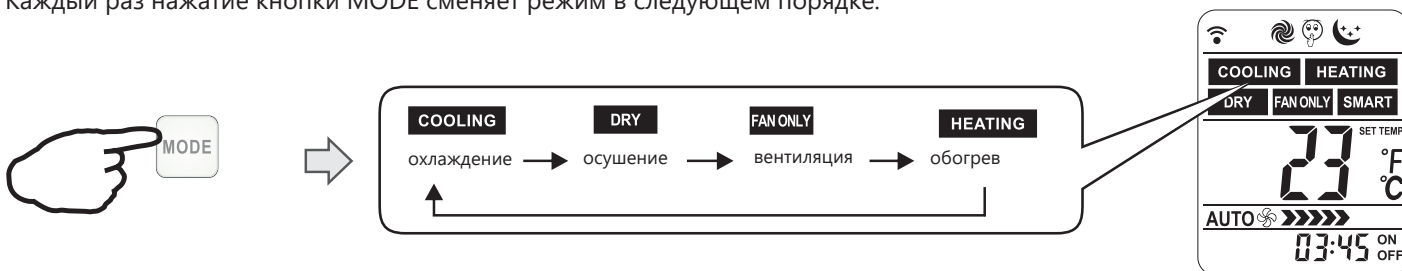 Каждый раз нажатие кнопки MODE сменяет режим в следующем порядке.
MODE
COOLING DRY FAN ONLY HEATING
охлаждение осушение вентиляция обогрев
COOLING HEATING
DRY FAN ONLY SMART
SET TEMP
23 °F
°C
AUTO
03:45 ON
OFF